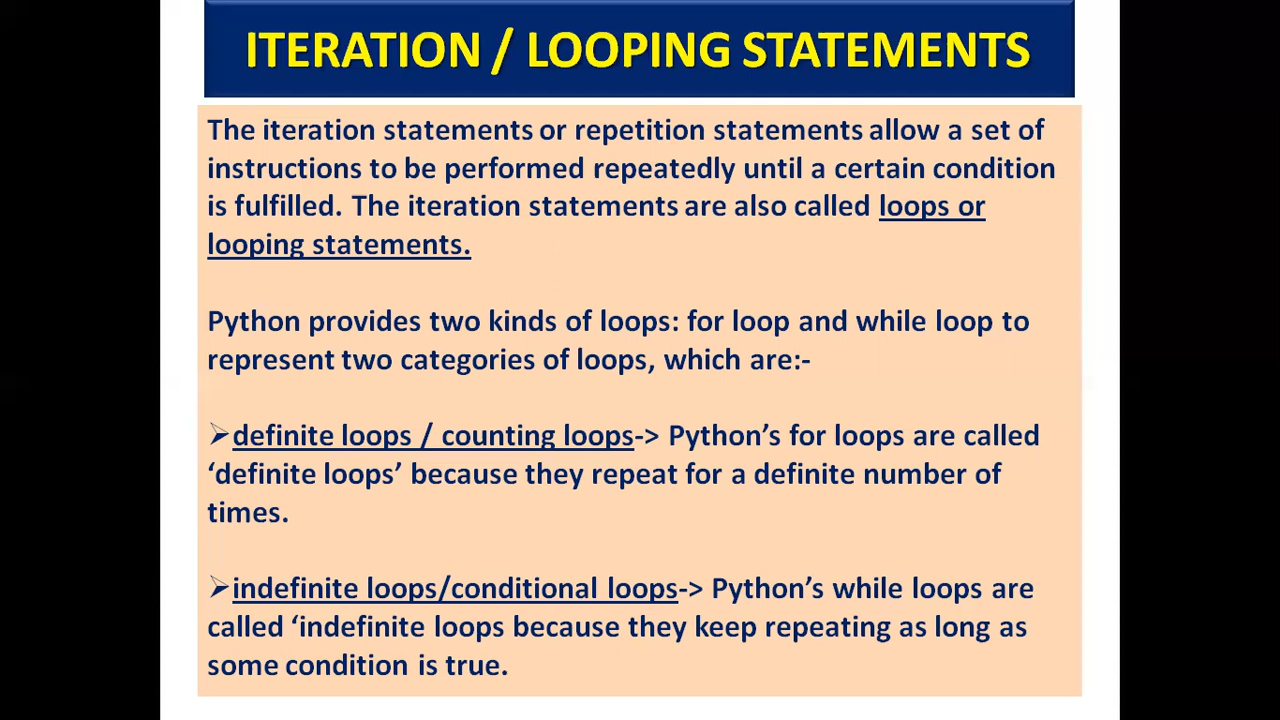 ITERATION / LOOPING STATEMENTS
The iteration statements or repetition statements allow a set of
instructions to be performed repeatedly until a certain condition
is fulfilled. The iteration statements are also called loops or
looping statements.
Python provides two kinds of loops: for loop and while loop to
represent two categories of loops, which are:-
➢definite loops / counting loops-> Python’s for loops are called
‘definite loops’ because they repeat for a definite number of
times.
➢indefinite loops/conditional loops-> Python’s while loops are
called ‘indefinite loops because they keep repeating as long as
some condition is true.